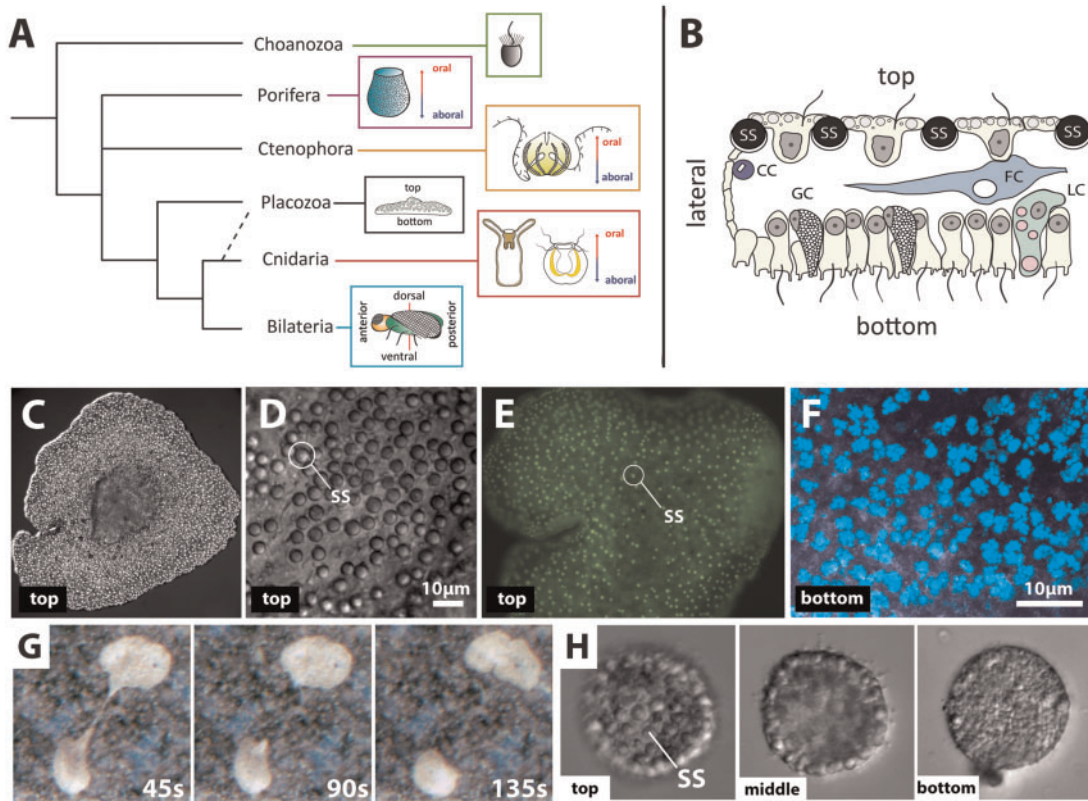 A
Choanozoa
Porifera
oral
aboral
Ctenophora
oral
aboral
Placozoa
top
bottom
Cnidaria
oral
aboral
Bilateria
anterior
dorsal
ventral
posterior
B
top
lateral
SS SS SS SS
CC
GC
FC
LC
bottom
C
top
D
SS
top
10μm
E
SS
top
F
bottom
10μm
G
45s
90s
135s
H
SS
top
middle
bottom